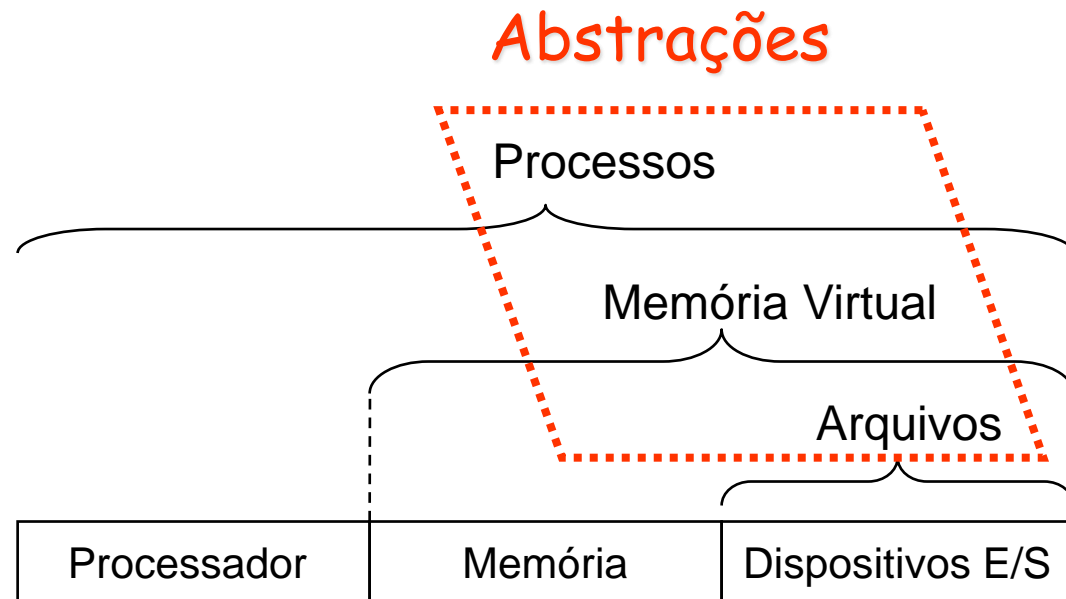 Abstrações
Processos
Memória Virtual
Arquivos
Processador
Memória
Dispositivos E/S